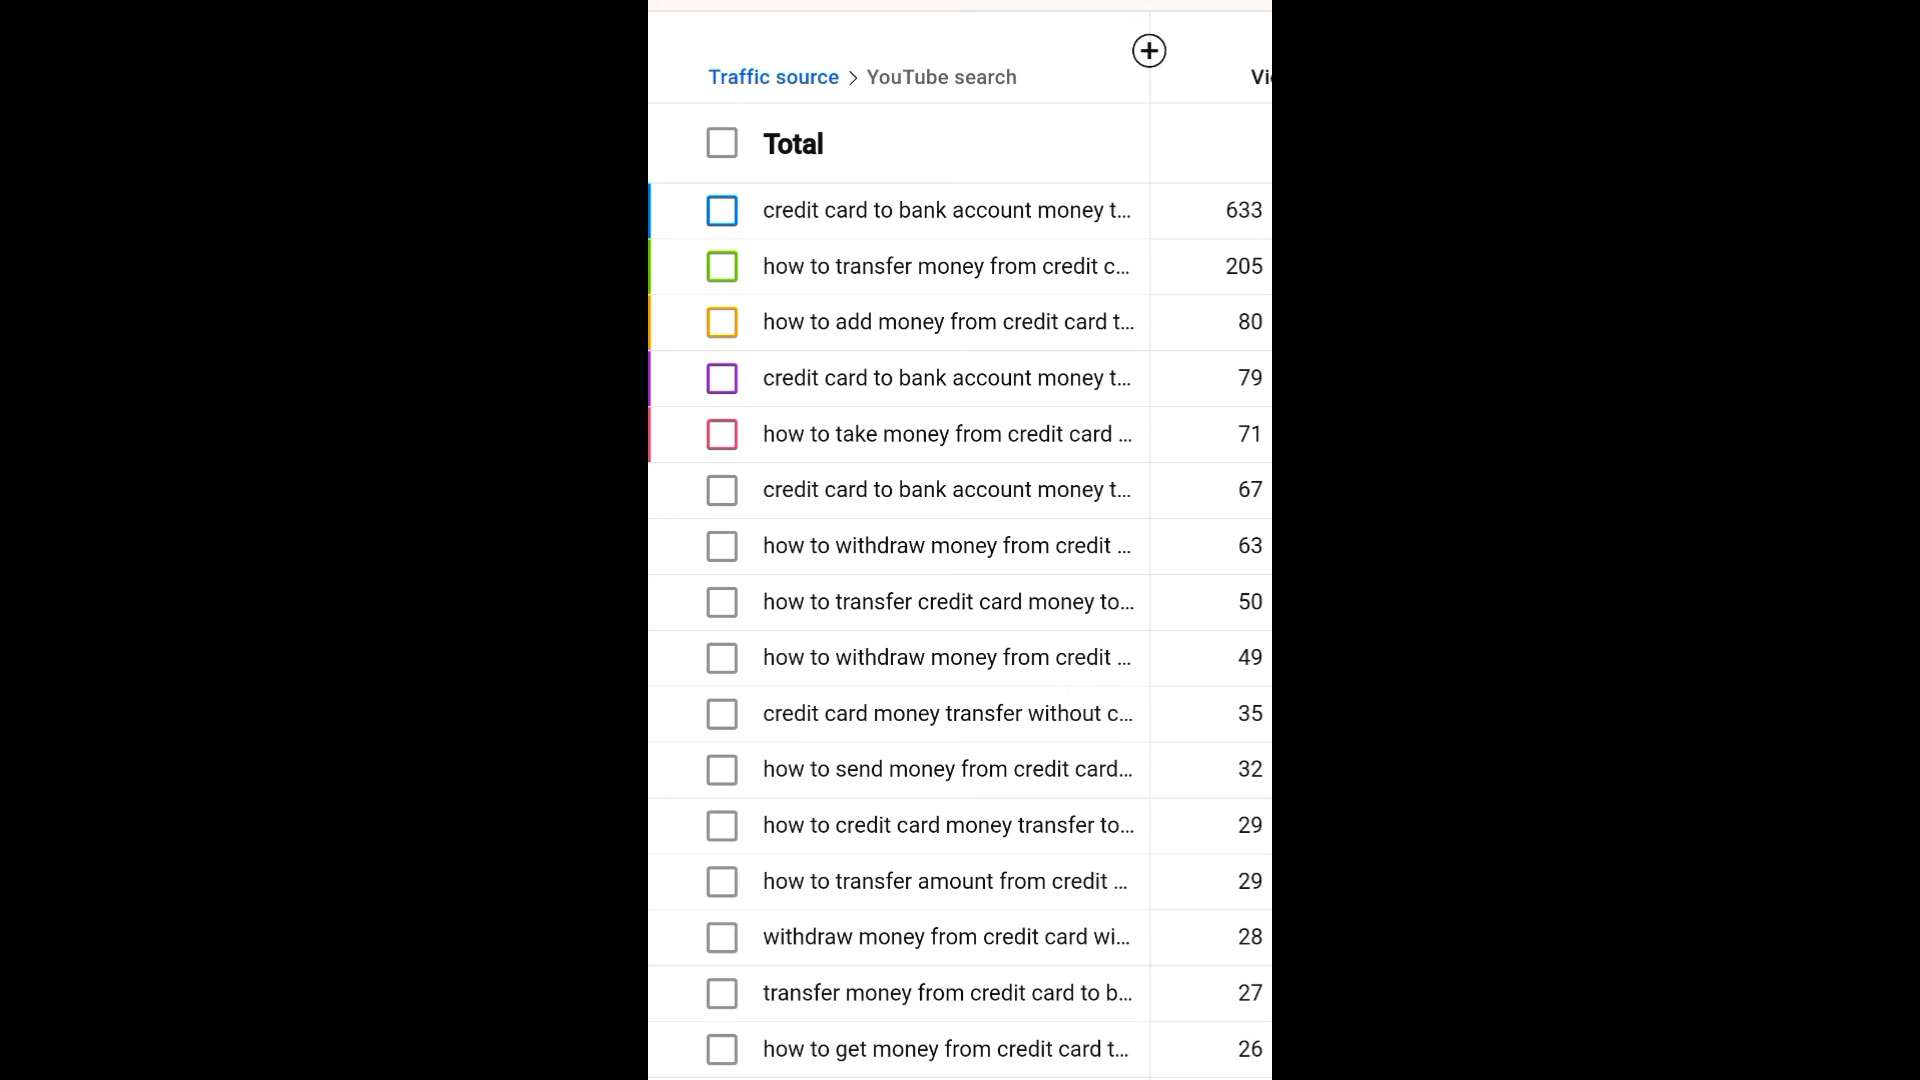 Traffic source > YouTube search
Total
credit card to bank account money t... 633
how to transfer money from credit c... 205
how to add money from credit card t... 80
credit card to bank account money t... 79
how to take money from credit card ... 71
credit card to bank account money t... 67
how to withdraw money from credit ... 63
how to transfer credit card money to... 50
how to withdraw money from credit ... 49
credit card money transfer without c... 35
how to send money from credit card... 32
how to credit card money transfer to... 29
how to transfer amount from credit ... 29
withdraw money from credit card wi... 28
transfer money from credit card to b... 27
how to get money from credit card t... 26